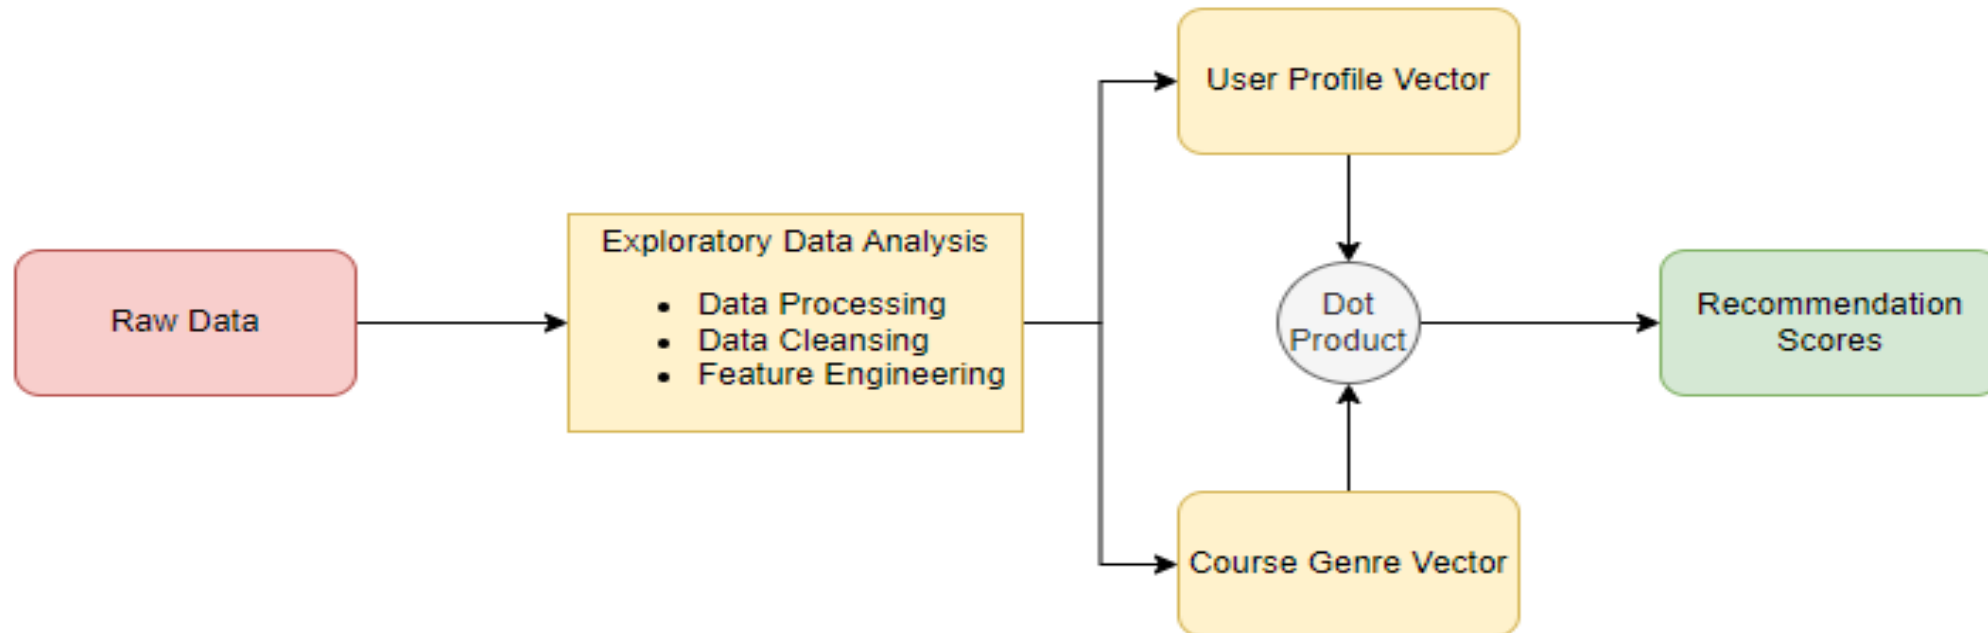 Raw Data
Exploratory Data Analysis
• Data Processing
• Data Cleansing
• Feature Engineering
User Profile Vector
Dot
Product
Course Genre Vector
Recommendation
Scores